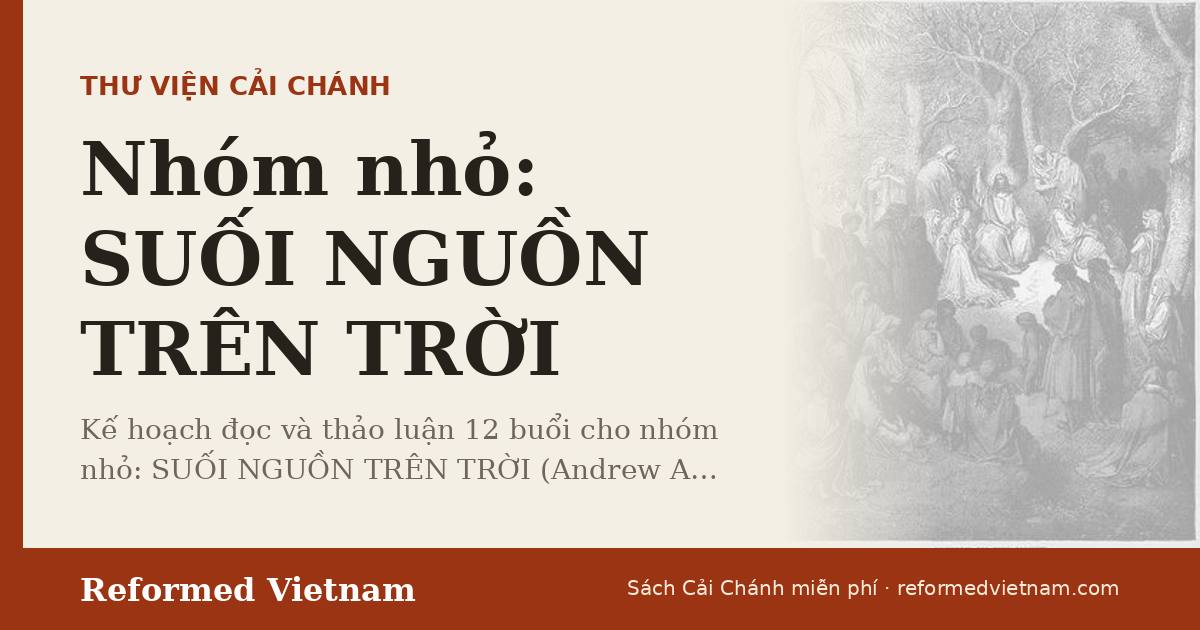 THƯ VIỆN CẢI CHÁNH
Nhóm nhỏ:
SUỐI NGUỒN
TRÊN TRỜI
Kế hoạch đọc và thảo luận 12 buổi cho nhóm
nhỏ: SUỐI NGUỒN TRÊN TRỜI (Andrew A...
Reformed Vietnam
Sách Cải Chánh miễn phí · reformedvietnam.com